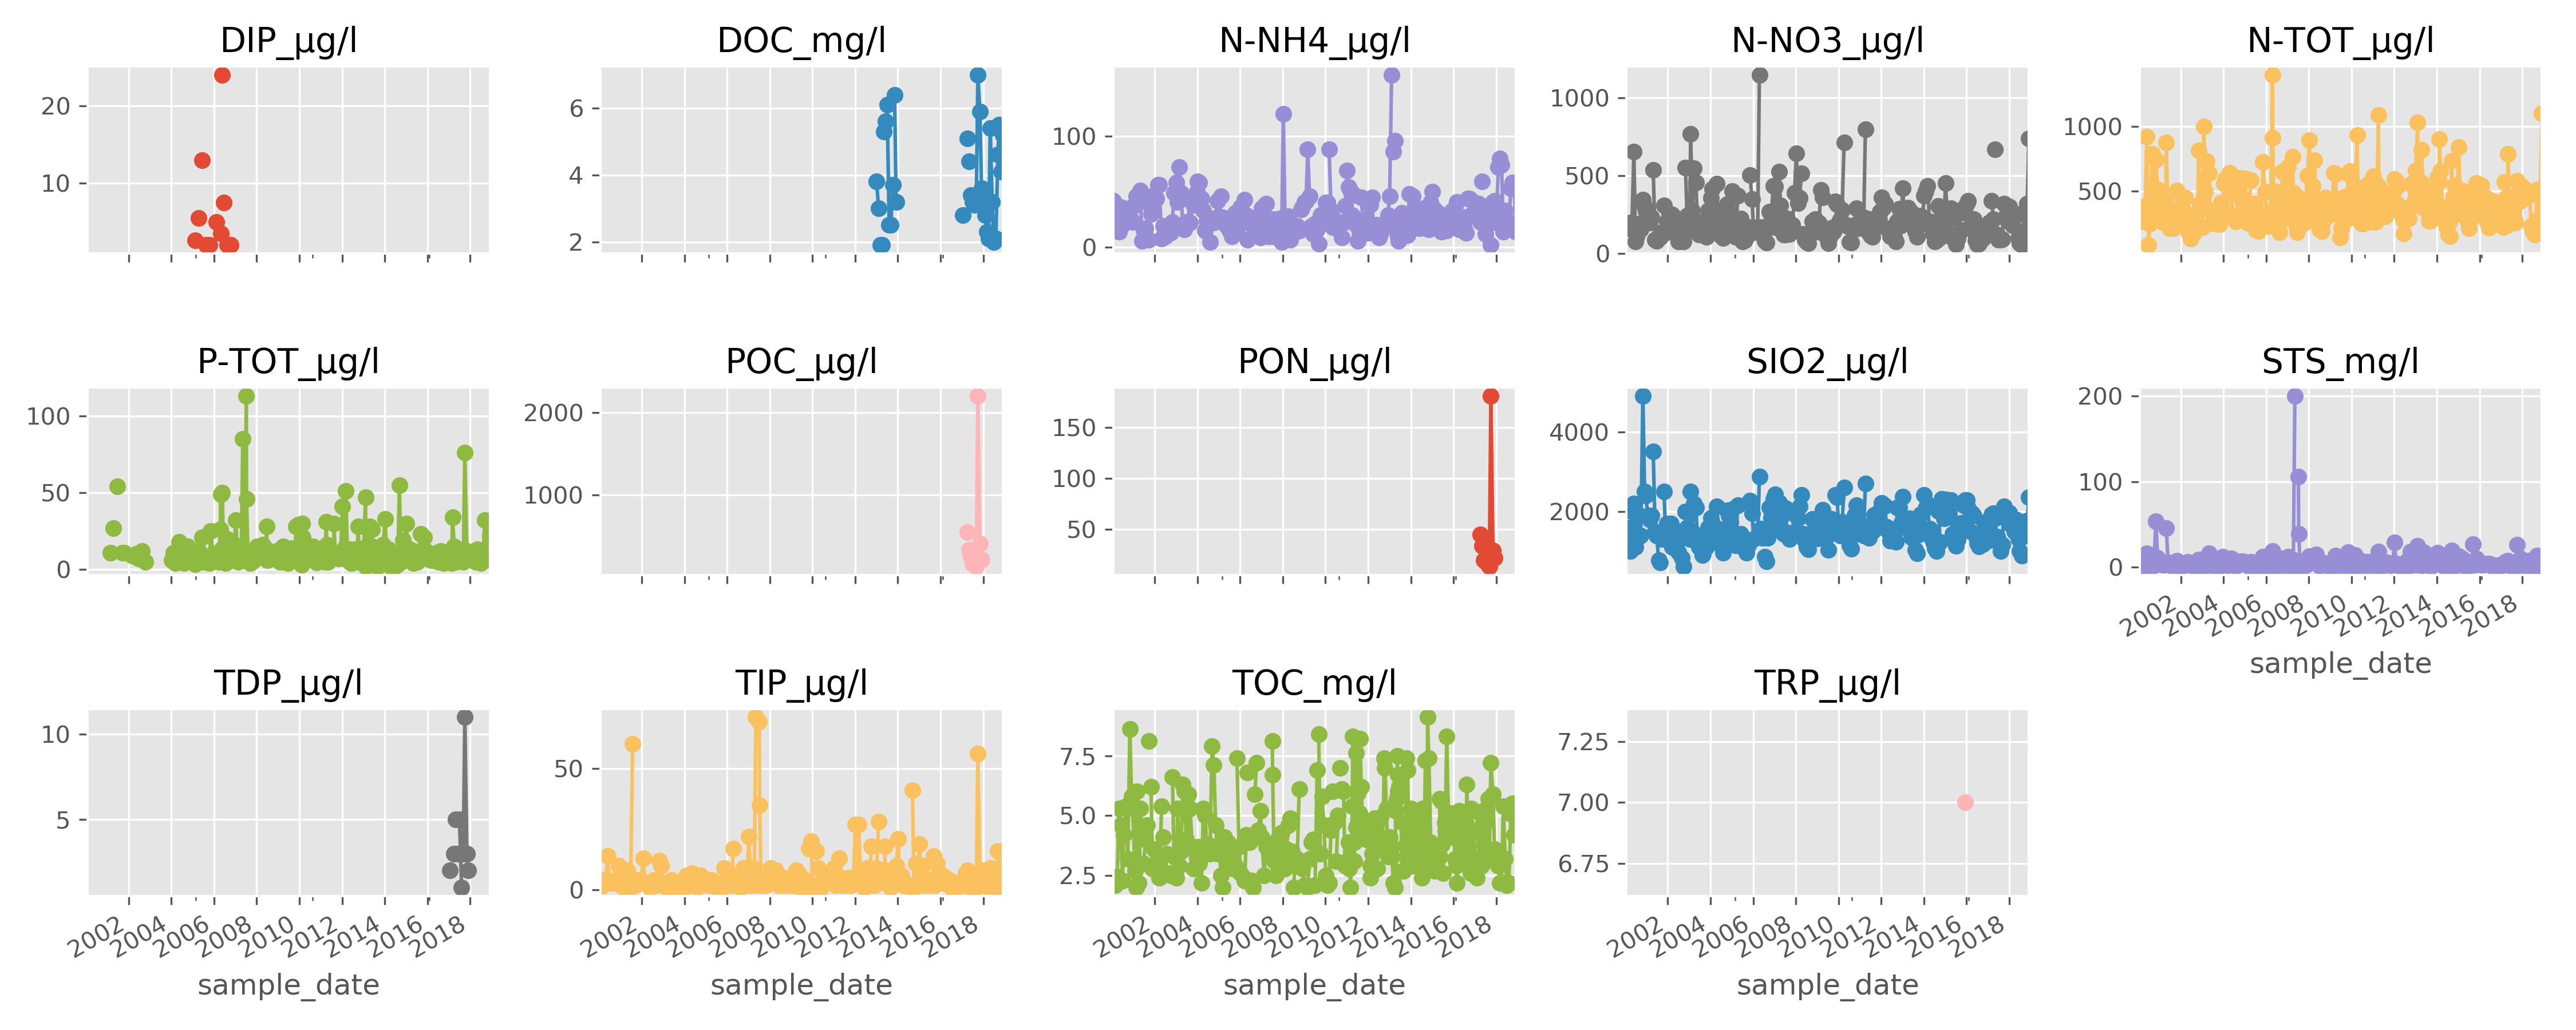 DIP_µg/l
20
10
DOC_mg/l
6
4
2
N-NH4_µg/l
100
0
N-NO3_µg/l
1000
500
0
N-TOT_µg/l
1000
500
P-TOT_µg/l
100
50
0
POC_µg/l
2000
1000
PON_µg/l
150
100
50
SIO2_µg/l
4000
2000
STS_mg/l
200
100
0
2002 2004 2006 2008 2010 2012 2014 2016 2018
sample_date
TDP_µg/l
10
5
2002 2004 2006 2008 2010 2012 2014 2016 2018
sample_date
TIP_µg/l
50
0
2002 2004 2006 2008 2010 2012 2014 2016 2018
sample_date
TOC_mg/l
7.5
5.0
2.5
2002 2004 2006 2008 2010 2012 2014 2016 2018
sample_date
TRP_µg/l
7.25
7.00
6.75
2002 2004 2006 2008 2010 2012 2014 2016 2018
sample_date